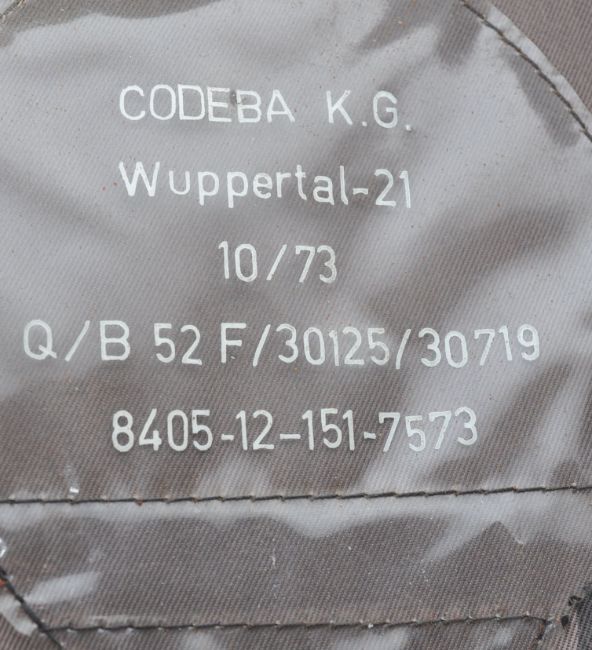 CODEBA K.G.
Wuppertal-21
10/73
Q/B 52 F/30125/30719
8405-12-151-7573